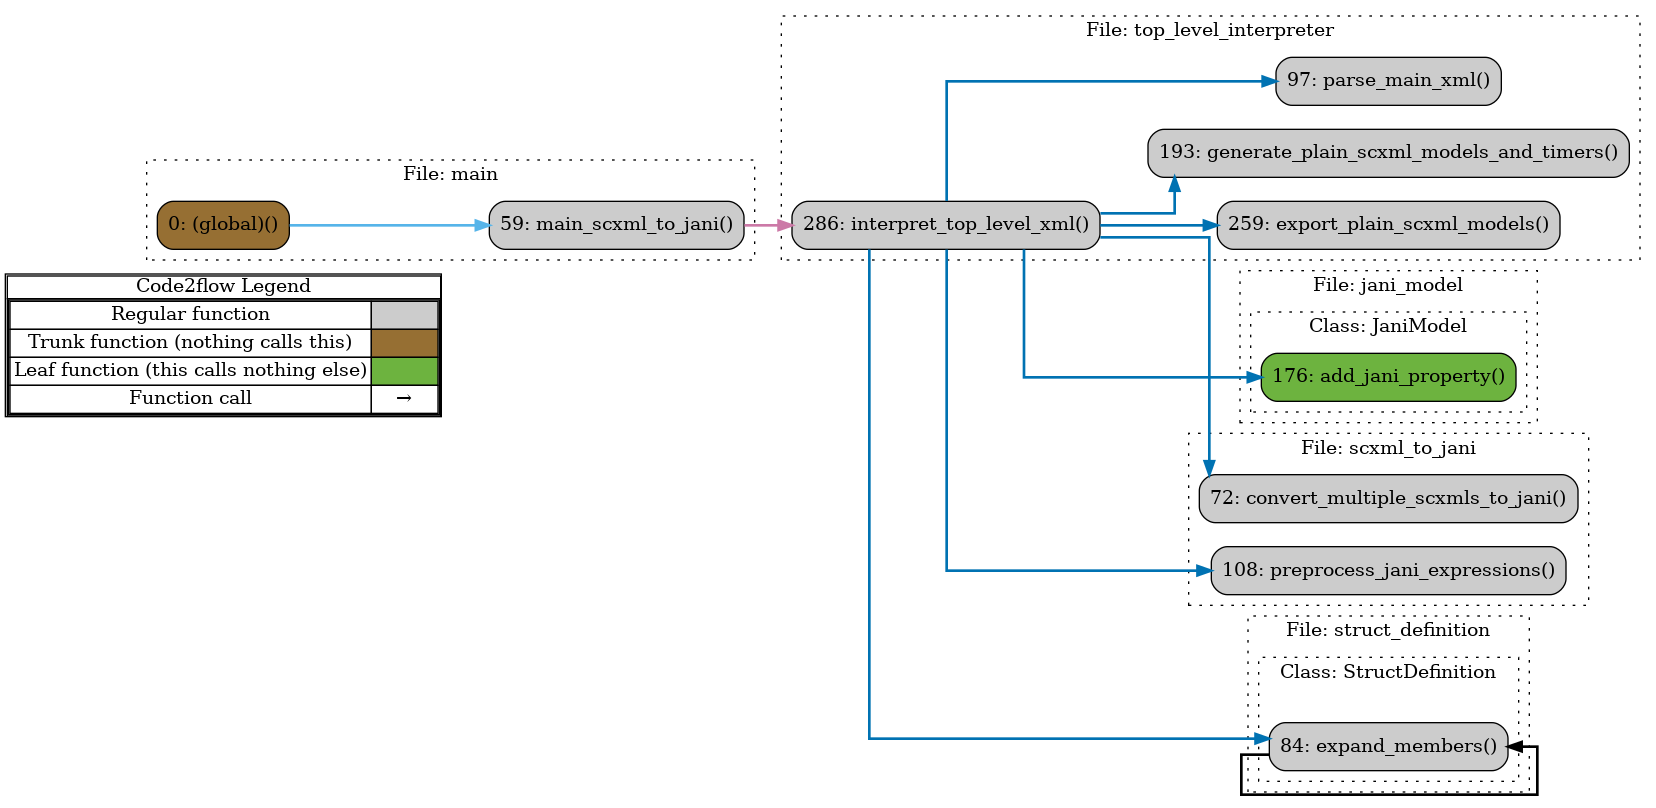 File: top_level_interpreter
97: parse_main_xml()
193: generate_plain_scxml_models_and_timers()
File: main
0: (global)()
59: main_scxml_to_jani()
286: interpret_top_level_xml()
259: export_plain_scxml_models()
Code2flow Legend
Regular function
Trunk function (nothing calls this)
Leaf function (this calls nothing else)
Function call →
File: jani_model
Class: JaniModel
176: add_jani_property()
File: scxml_to_jani
72: convert_multiple_scxmls_to_jani()
108: preprocess_jani_expressions()
File: struct_definition
Class: StructDefinition
84: expand_members()